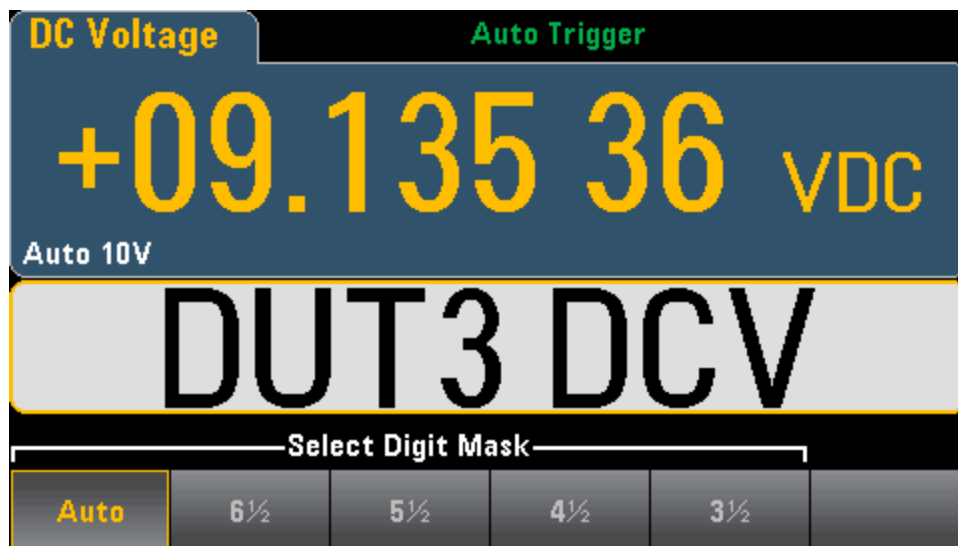 DC Voltage Auto Trigger
+09.135 36 VDC
Auto 10V
DUT3 DCV
Select Digit Mask
Auto 6½ 5½ 4½ 3½